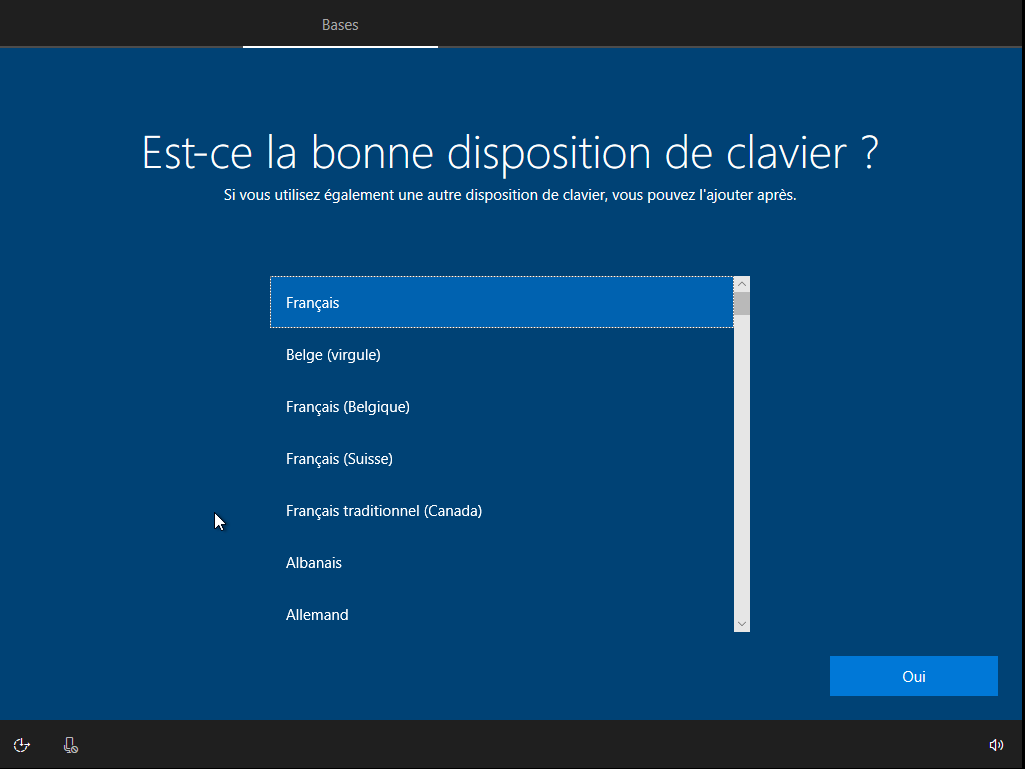 Bases
Est-ce la bonne disposition de clavier ?
Si vous utilisez également une autre disposition de clavier, vous pouvez l'ajouter après.
Français
Belge (virgule)
Français (Belgique)
Français (Suisse)
Français traditionnel (Canada)
Albanais
Allemand
Oui